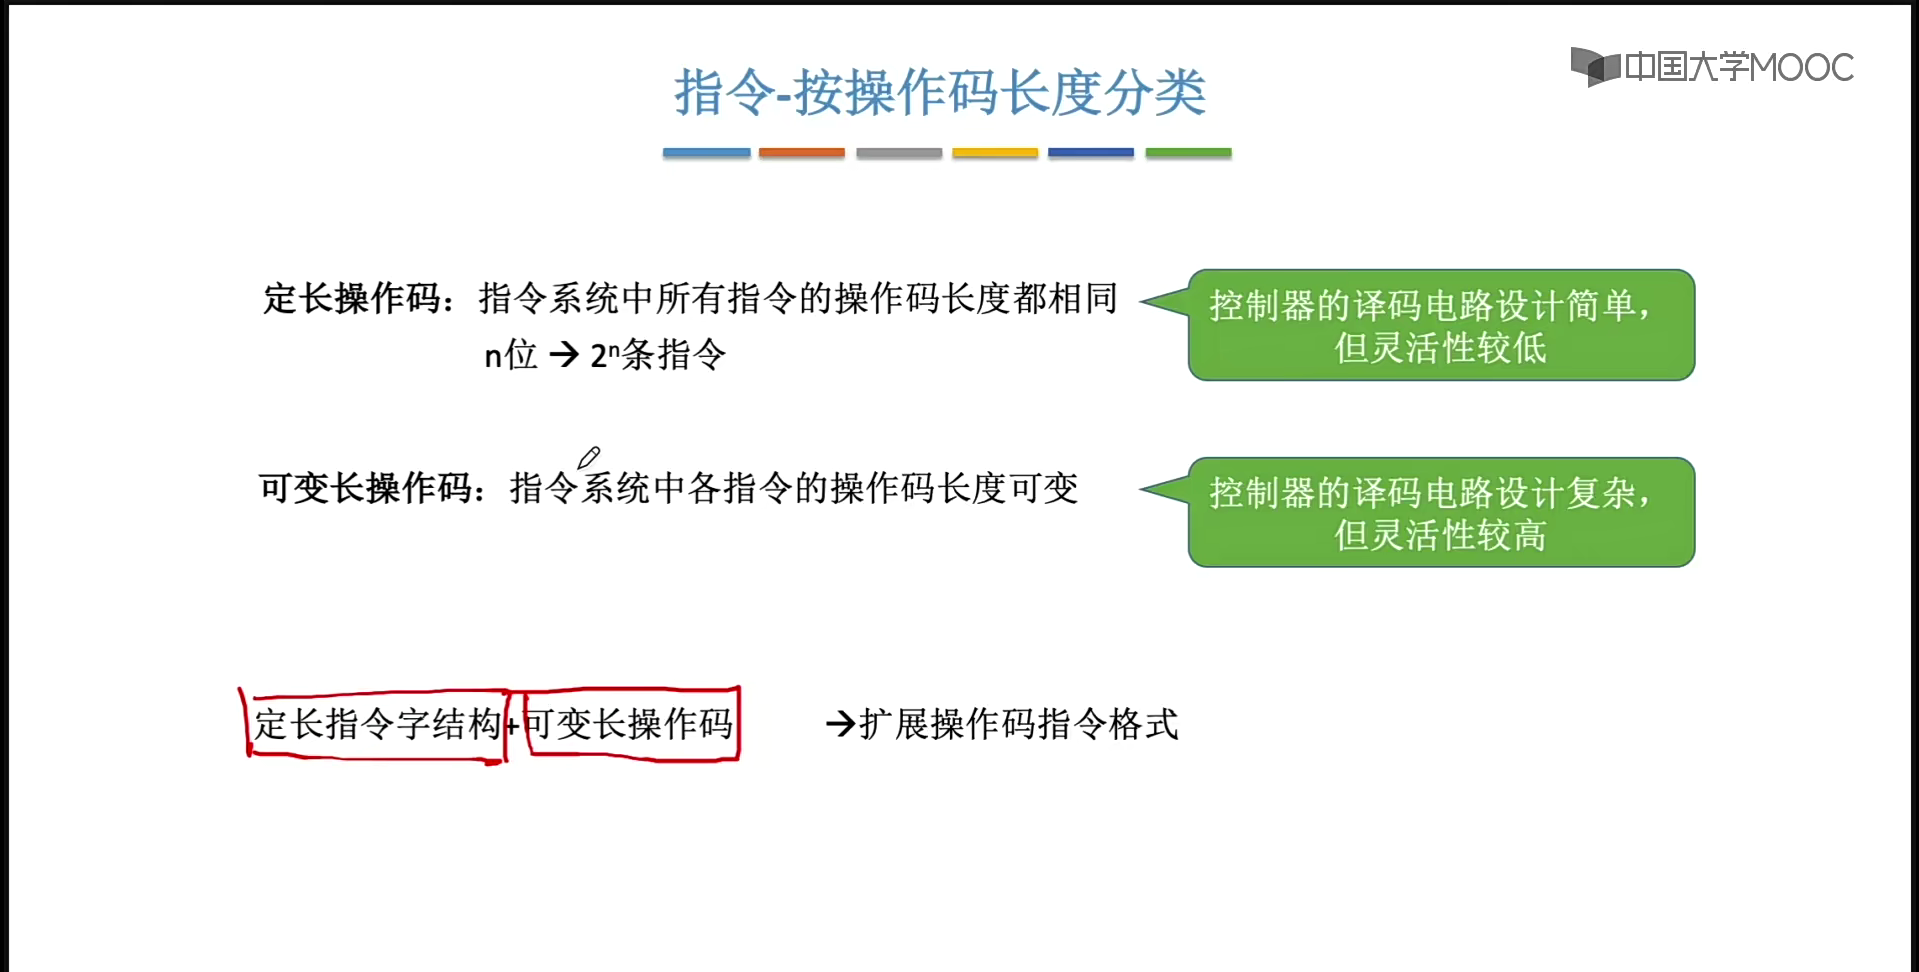 中国大学MOOC
指令-按操作码长度分类
定长操作码：指令系统中所有指令的操作码长度都相同
n位 → 2ⁿ条指令
控制器的译码电路设计简单，
但灵活性较低
可变长操作码：指令系统中各指令的操作码长度可变
控制器的译码电路设计复杂，
但灵活性较高
定长指令字结构+可变长操作码 →扩展操作码指令格式